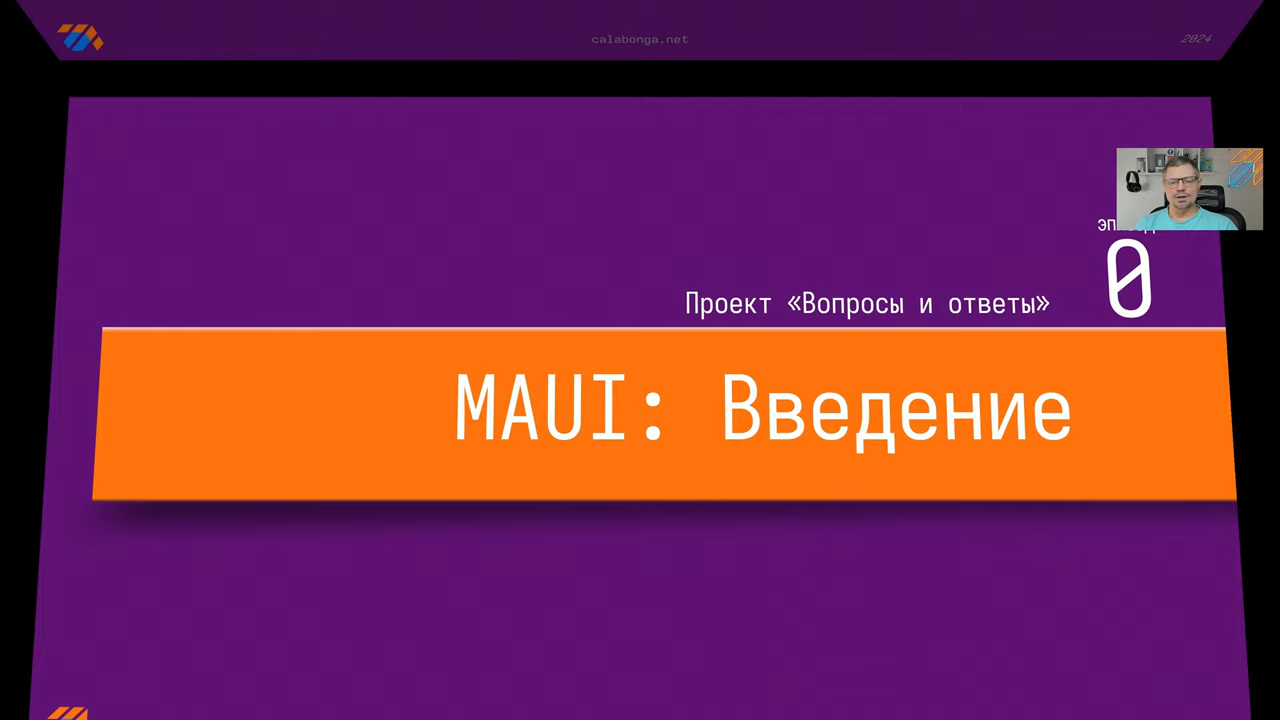 calabonga.net
2024
0
Проект «Вопросы и ответы»
MAUI: Введение